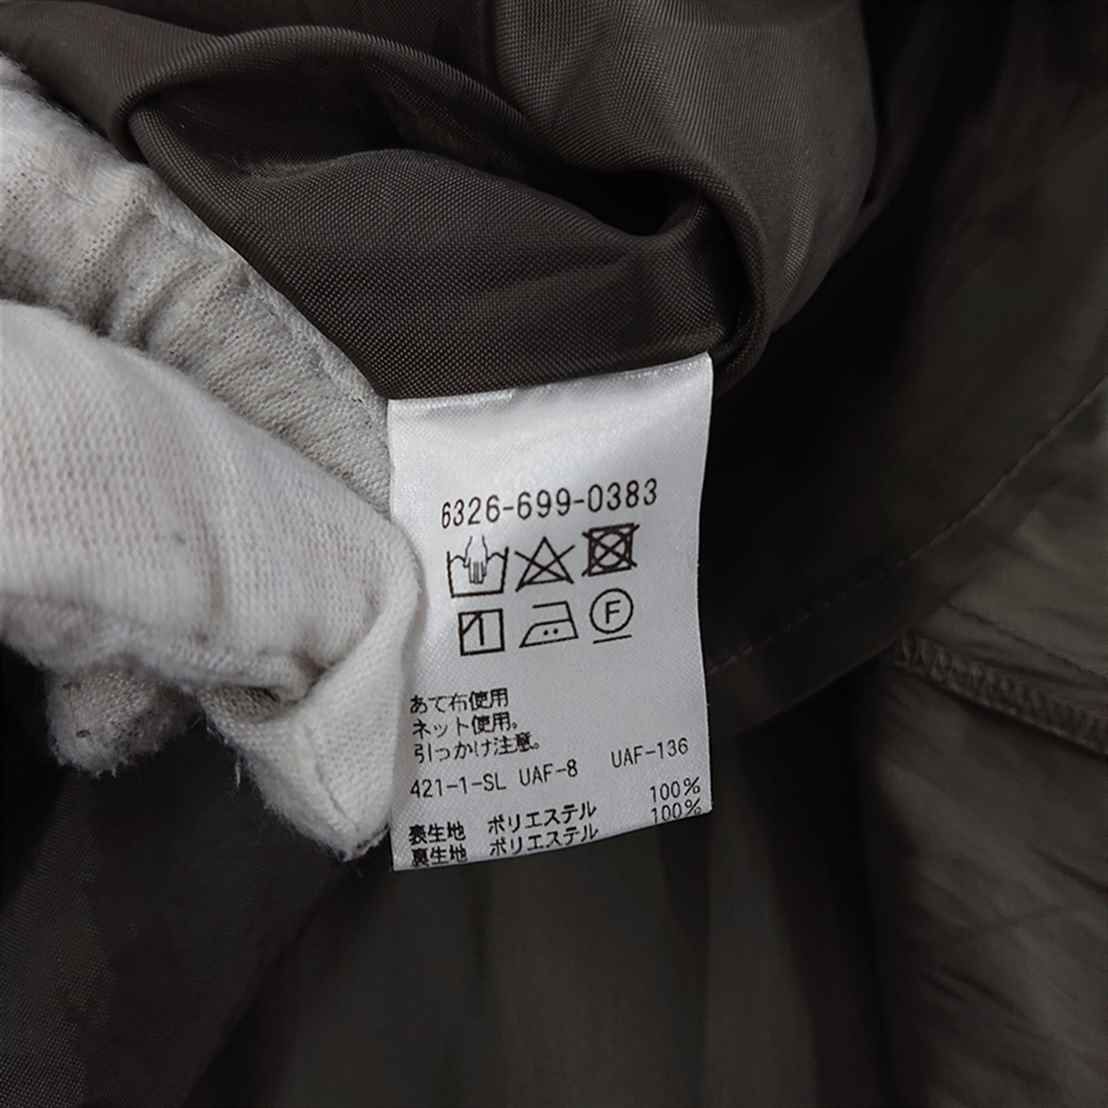 6326-699-0383
F
あて布使用
ネット使用。
引っかけ注意。
421-1-SL UAF-8 UAF-136
表生地 ポリエステル 100%
裏生地 ポリエステル 100%